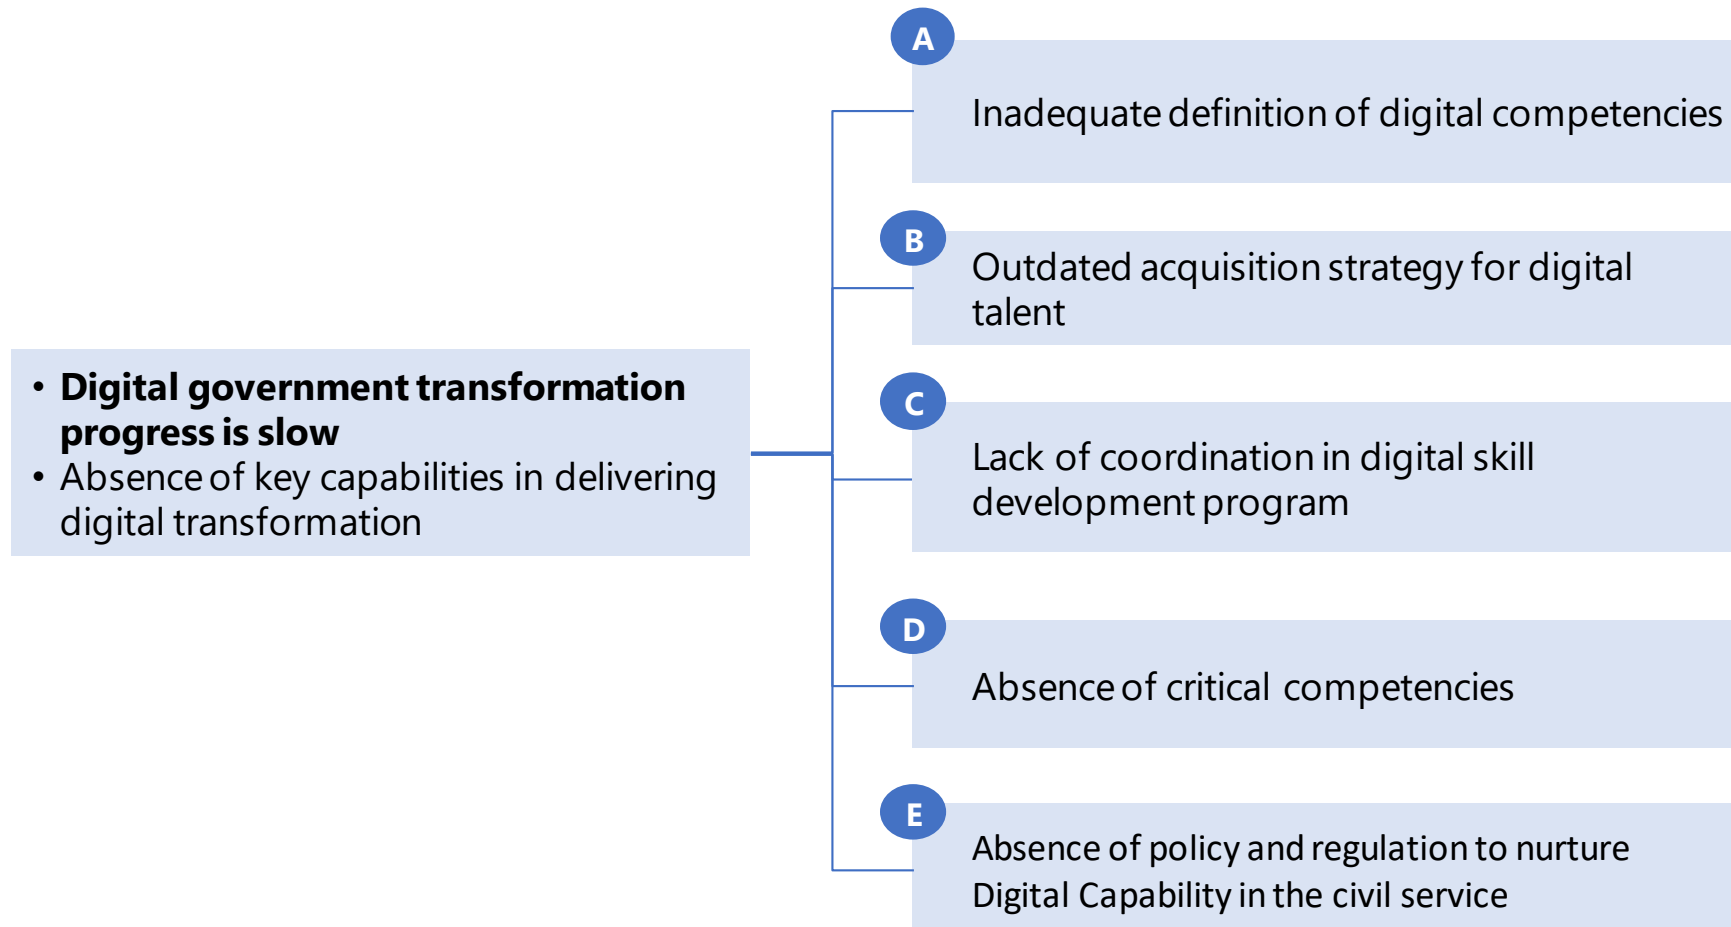 A
Inadequate definition of digital competencies
B
Outdated acquisition strategy for digital
talent
• Digital government transformation
progress is slow
• Absence of key capabilities in delivering
digital transformation
C
Lack of coordination in digital skill
development program
D
Absence of critical competencies
E
Absence of policy and regulation to nurture
Digital Capability in the civil service